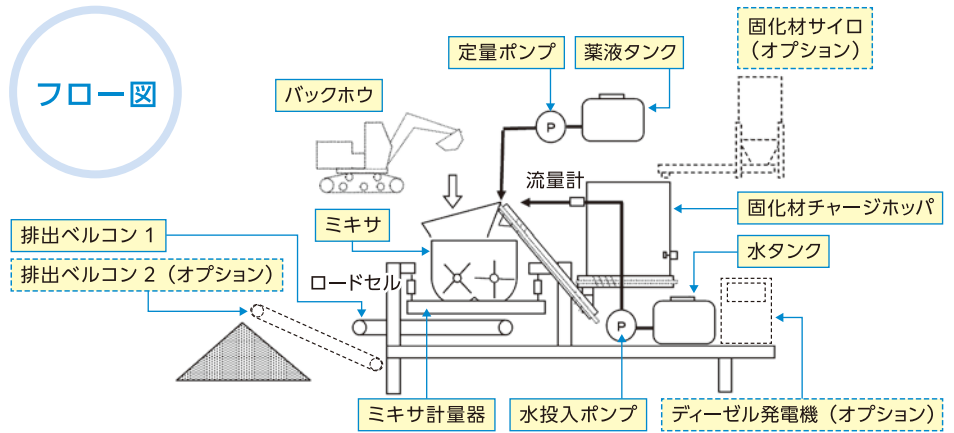 フロー図
定量ポンプ
薬液タンク
固化材サイロ
（オプション）
バックホウ
P
流量計
固化材チャージホッパ
ミキサ
排出ベルコン1
水タンク
排出ベルコン2（オプション）
ロードセル
P
ミキサ計量器
水投入ポンプ
ディーゼル発電機（オプション）